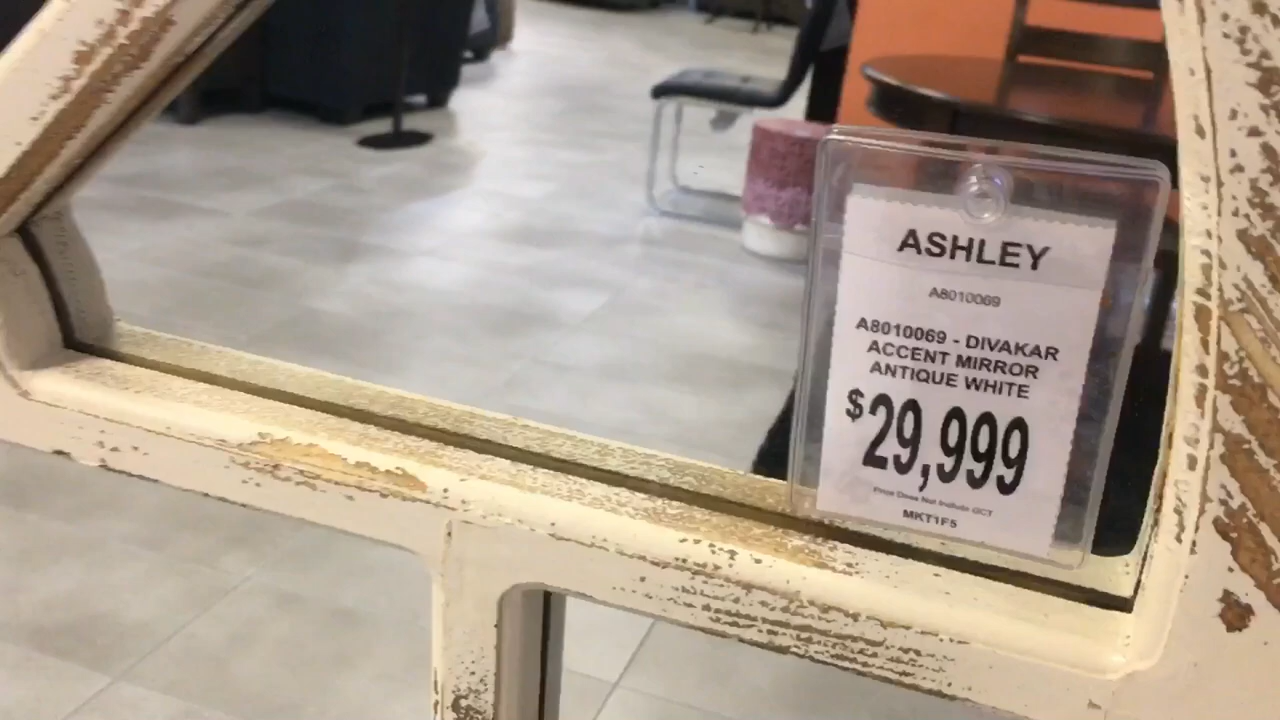 ASHLEY
A8010069
A8010069 - DIVAKAR
ACCENT MIRROR
ANTIQUE WHITE
$29,999
Price Does Not Include GCT
MKT1F5